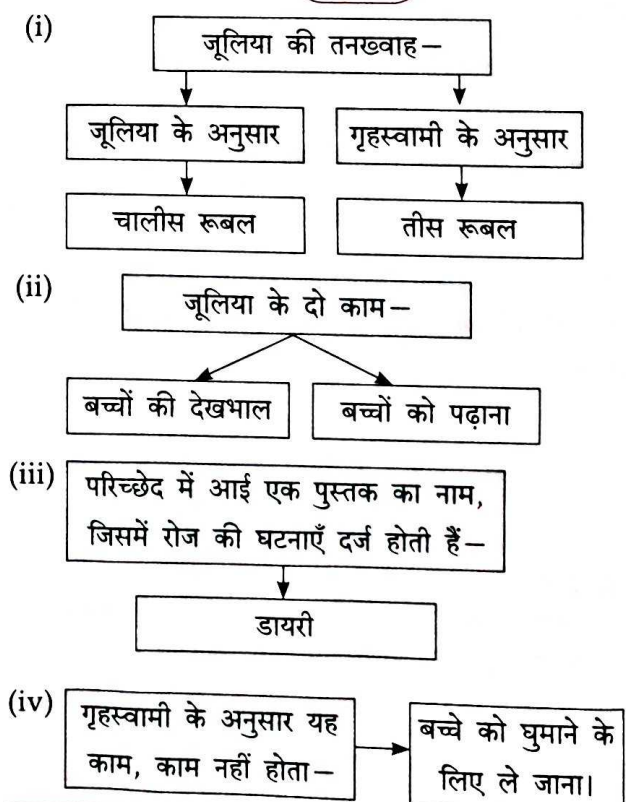 (i)
जूलिया की तनख्वाह—
जूलिया के अनुसार
गृहस्वामी के अनुसार
चालीस रूबल
तीस रूबल
(ii)
जूलिया के दो काम—
बच्चों की देखभाल
बच्चों को पढ़ाना
(iii)
परिच्छेद में आई एक पुस्तक का नाम,
जिसमें रोज की घटनाएँ दर्ज होती हैं—
डायरी
(iv)
गृहस्वामी के अनुसार यह
काम, काम नहीं होता—
बच्चे को घुमाने के
लिए ले जाना।